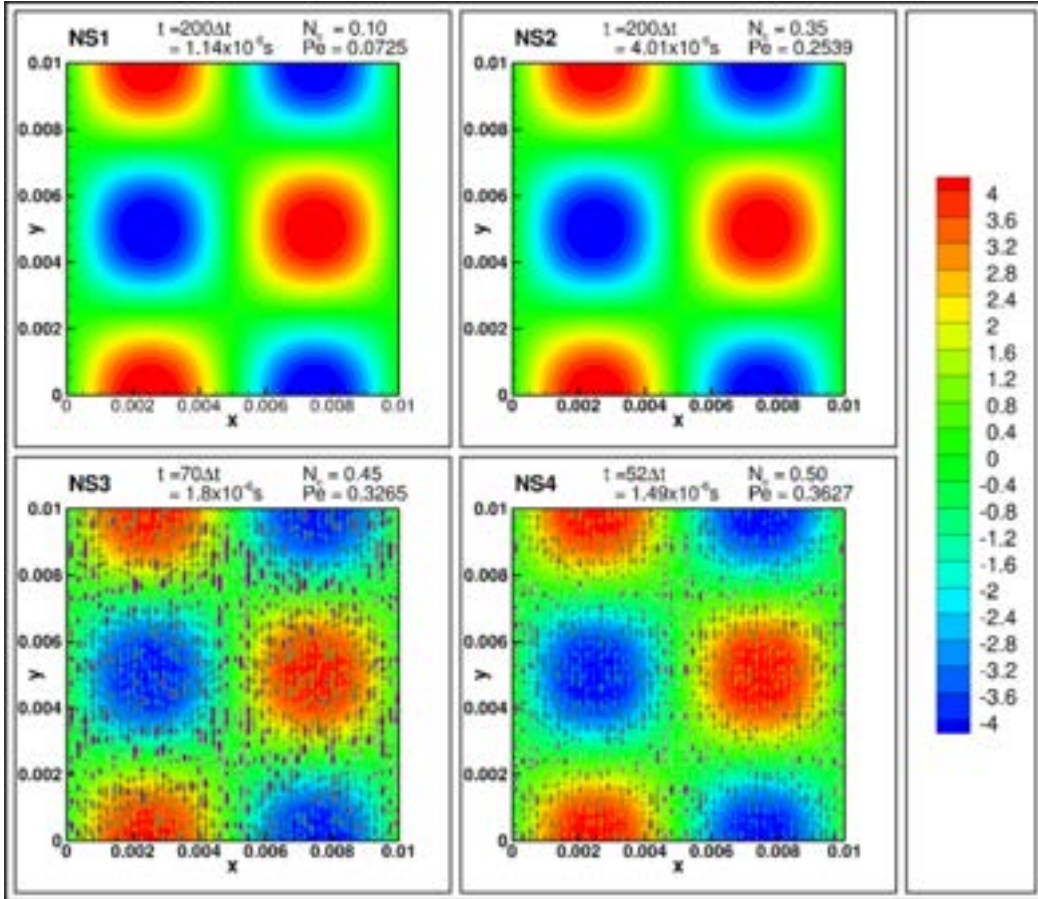 NS1
t =200Δt
= 1.14x10⁻⁶s
N_c = 0.10
Pe = 0.0725
0.01
0.008
0.006
0.004
0.002
0
y
0 0.002 0.004 0.006 0.008 0.01
x
NS2
t =200Δt
= 4.01x10⁻⁶s
N_c = 0.35
Pe = 0.2539
0.01
0.008
0.006
0.004
0.002
0
y
0 0.002 0.004 0.006 0.008 0.01
x
NS3
t =70Δt
= 1.8x10⁻⁶s
N_c = 0.45
Pe = 0.3265
0.01
0.008
0.006
0.004
0.002
0
y
0 0.002 0.004 0.006 0.008 0.01
x
NS4
t =52Δt
= 1.49x10⁻⁶s
N_c = 0.50
Pe = 0.3627
0.01
0.008
0.006
0.004
0.002
0
y
0 0.002 0.004 0.006 0.008 0.01
x
4
3.6
3.2
2.8
2.4
2
1.6
1.2
0.8
0.4
0
-0.4
-0.8
-1.2
-1.6
-2
-2.4
-2.8
-3.2
-3.6
-4